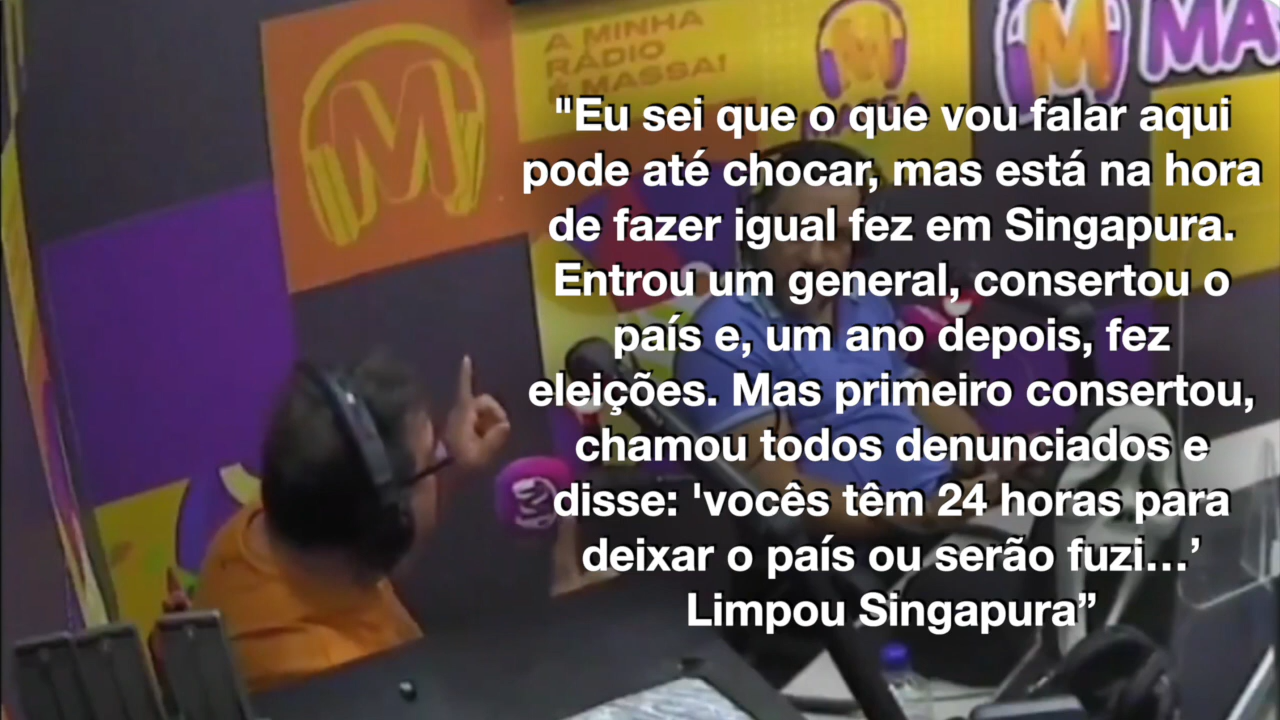 A MINHA
RÁDIO
É MASSA!
M
M
M
MA
MASSA
"Eu sei que o que vou falar aqui
pode até chocar, mas está na hora
de fazer igual fez em Singapura.
Entrou um general, consertou o
país e, um ano depois, fez
eleições. Mas primeiro consertou,
chamou todos denunciados e
disse: 'vocês têm 24 horas para
deixar o país ou serão fuzi...’
Limpou Singapura”
M